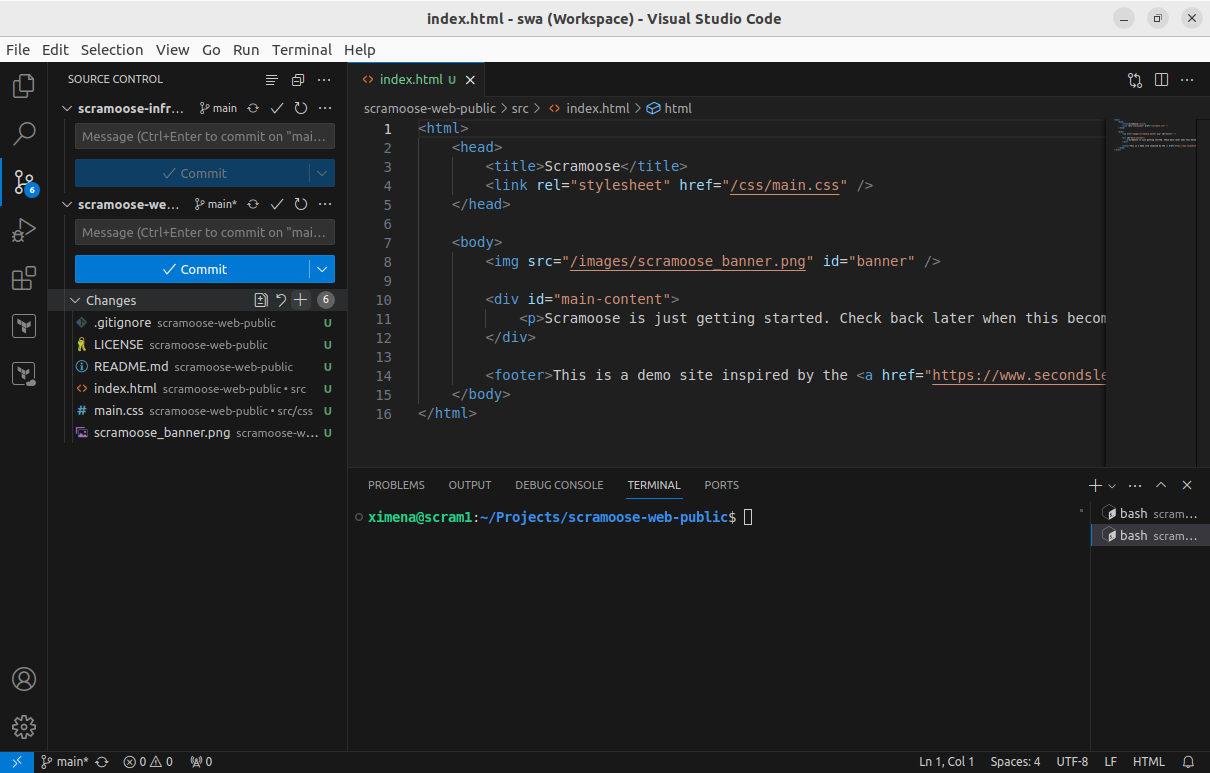 index.html - swa (Workspace) - Visual Studio Code
File Edit Selection View Go Run Terminal Help
SOURCE CONTROL
scramoose-infr... main
Message (Ctrl+Enter to commit on "mai...
Commit
scramoose-we... main*
Message (Ctrl+Enter to commit on "mai...
Commit
Changes 6
.gitignore scramoose-web-public U
LICENSE scramoose-web-public U
README.md scramoose-web-public U
index.html scramoose-web-public • src U
main.css scramoose-web-public • src/css U
scramoose_banner.png scramoose-w... U
6
index.html U
scramoose-web-public > src > index.html > html
1 <html>
2 <head>
3 <title>Scramoose</title>
4 <link rel="stylesheet" href="/css/main.css" />
5 </head>
6
7 <body>
8 <img src="/images/scramoose_banner.png" id="banner" />
9
10 <div id="main-content">
11 <p>Scramoose is just getting started. Check back later when this becom
12 </div>
13
14 <footer>This is a demo site inspired by the <a href="https://www.secondsle
15 </body>
16 </html>
PROBLEMS OUTPUT DEBUG CONSOLE TERMINAL PORTS
ximena@scram1:~/Projects/scramoose-web-public$
bash scram...
bash scram...
main* 0 0 0 Ln 1, Col 1 Spaces: 4 UTF-8 LF HTML